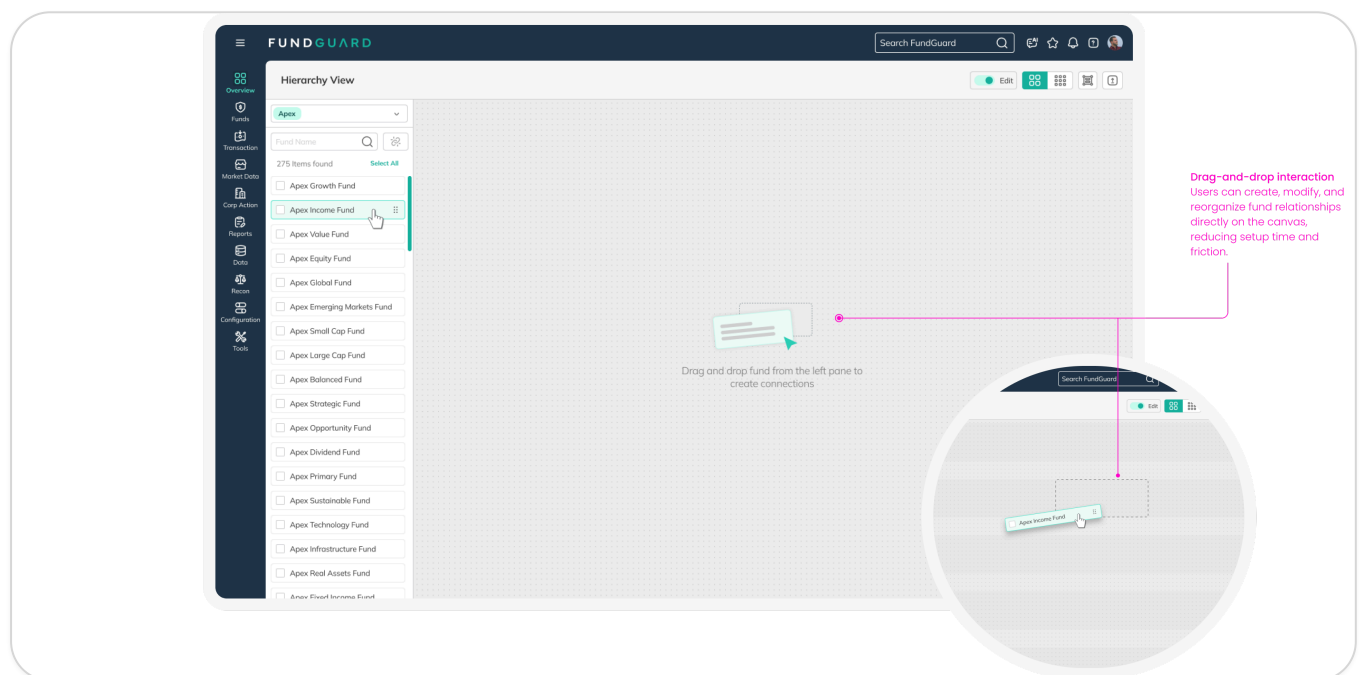 FUNDGUARD
Search FundGuard
Overview
Funds
Transaction
Market Data
Corp Action
Reports
Data
Recon
Configuration
Tools
Hierarchy View
Edit
Apex
Fund Name
275 Items found
Select All
Apex Growth Fund
Apex Income Fund
Apex Value Fund
Apex Equity Fund
Apex Global Fund
Apex Emerging Markets Fund
Apex Small Cap Fund
Apex Large Cap Fund
Apex Balanced Fund
Apex Strategic Fund
Apex Opportunity Fund
Apex Dividend Fund
Apex Primary Fund
Apex Sustainable Fund
Apex Technology Fund
Apex Infrastructure Fund
Apex Real Assets Fund
Apex Fixed Income Fund
Drag and drop fund from the left pane to
create connections
Drag-and-drop interaction
Users can create, modify, and
reorganize fund relationships
directly on the canvas,
reducing setup time and
friction.
Search FundGuard
Edit
Apex Income Fund